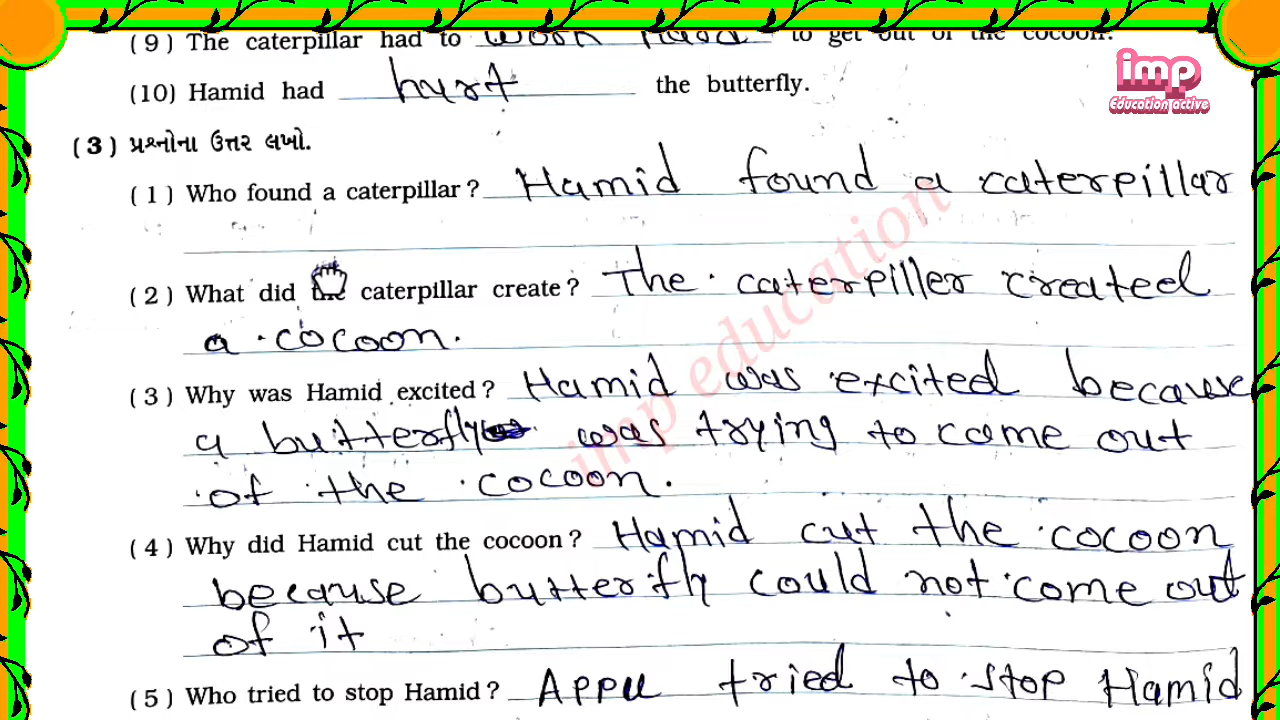 (9) The caterpillar had to work hard to get out of the cocoon.
(10) Hamid had hurt the butterfly.
imp
Education active
(3) પ્રશ્નોના ઉત્તર લખો.
(1) Who found a caterpillar? Hamid found a caterpillar
(2) What did the caterpillar create? The caterpiller created
a cocoon.
(3) Why was Hamid excited? Hamid was excited because
a butterfly was trying to come out
of the cocoon.
(4) Why did Hamid cut the cocoon? Hamid cut the cocoon
because butterfly could not come out
of it
(5) Who tried to stop Hamid? Appu tried to stop Hamid
imp education